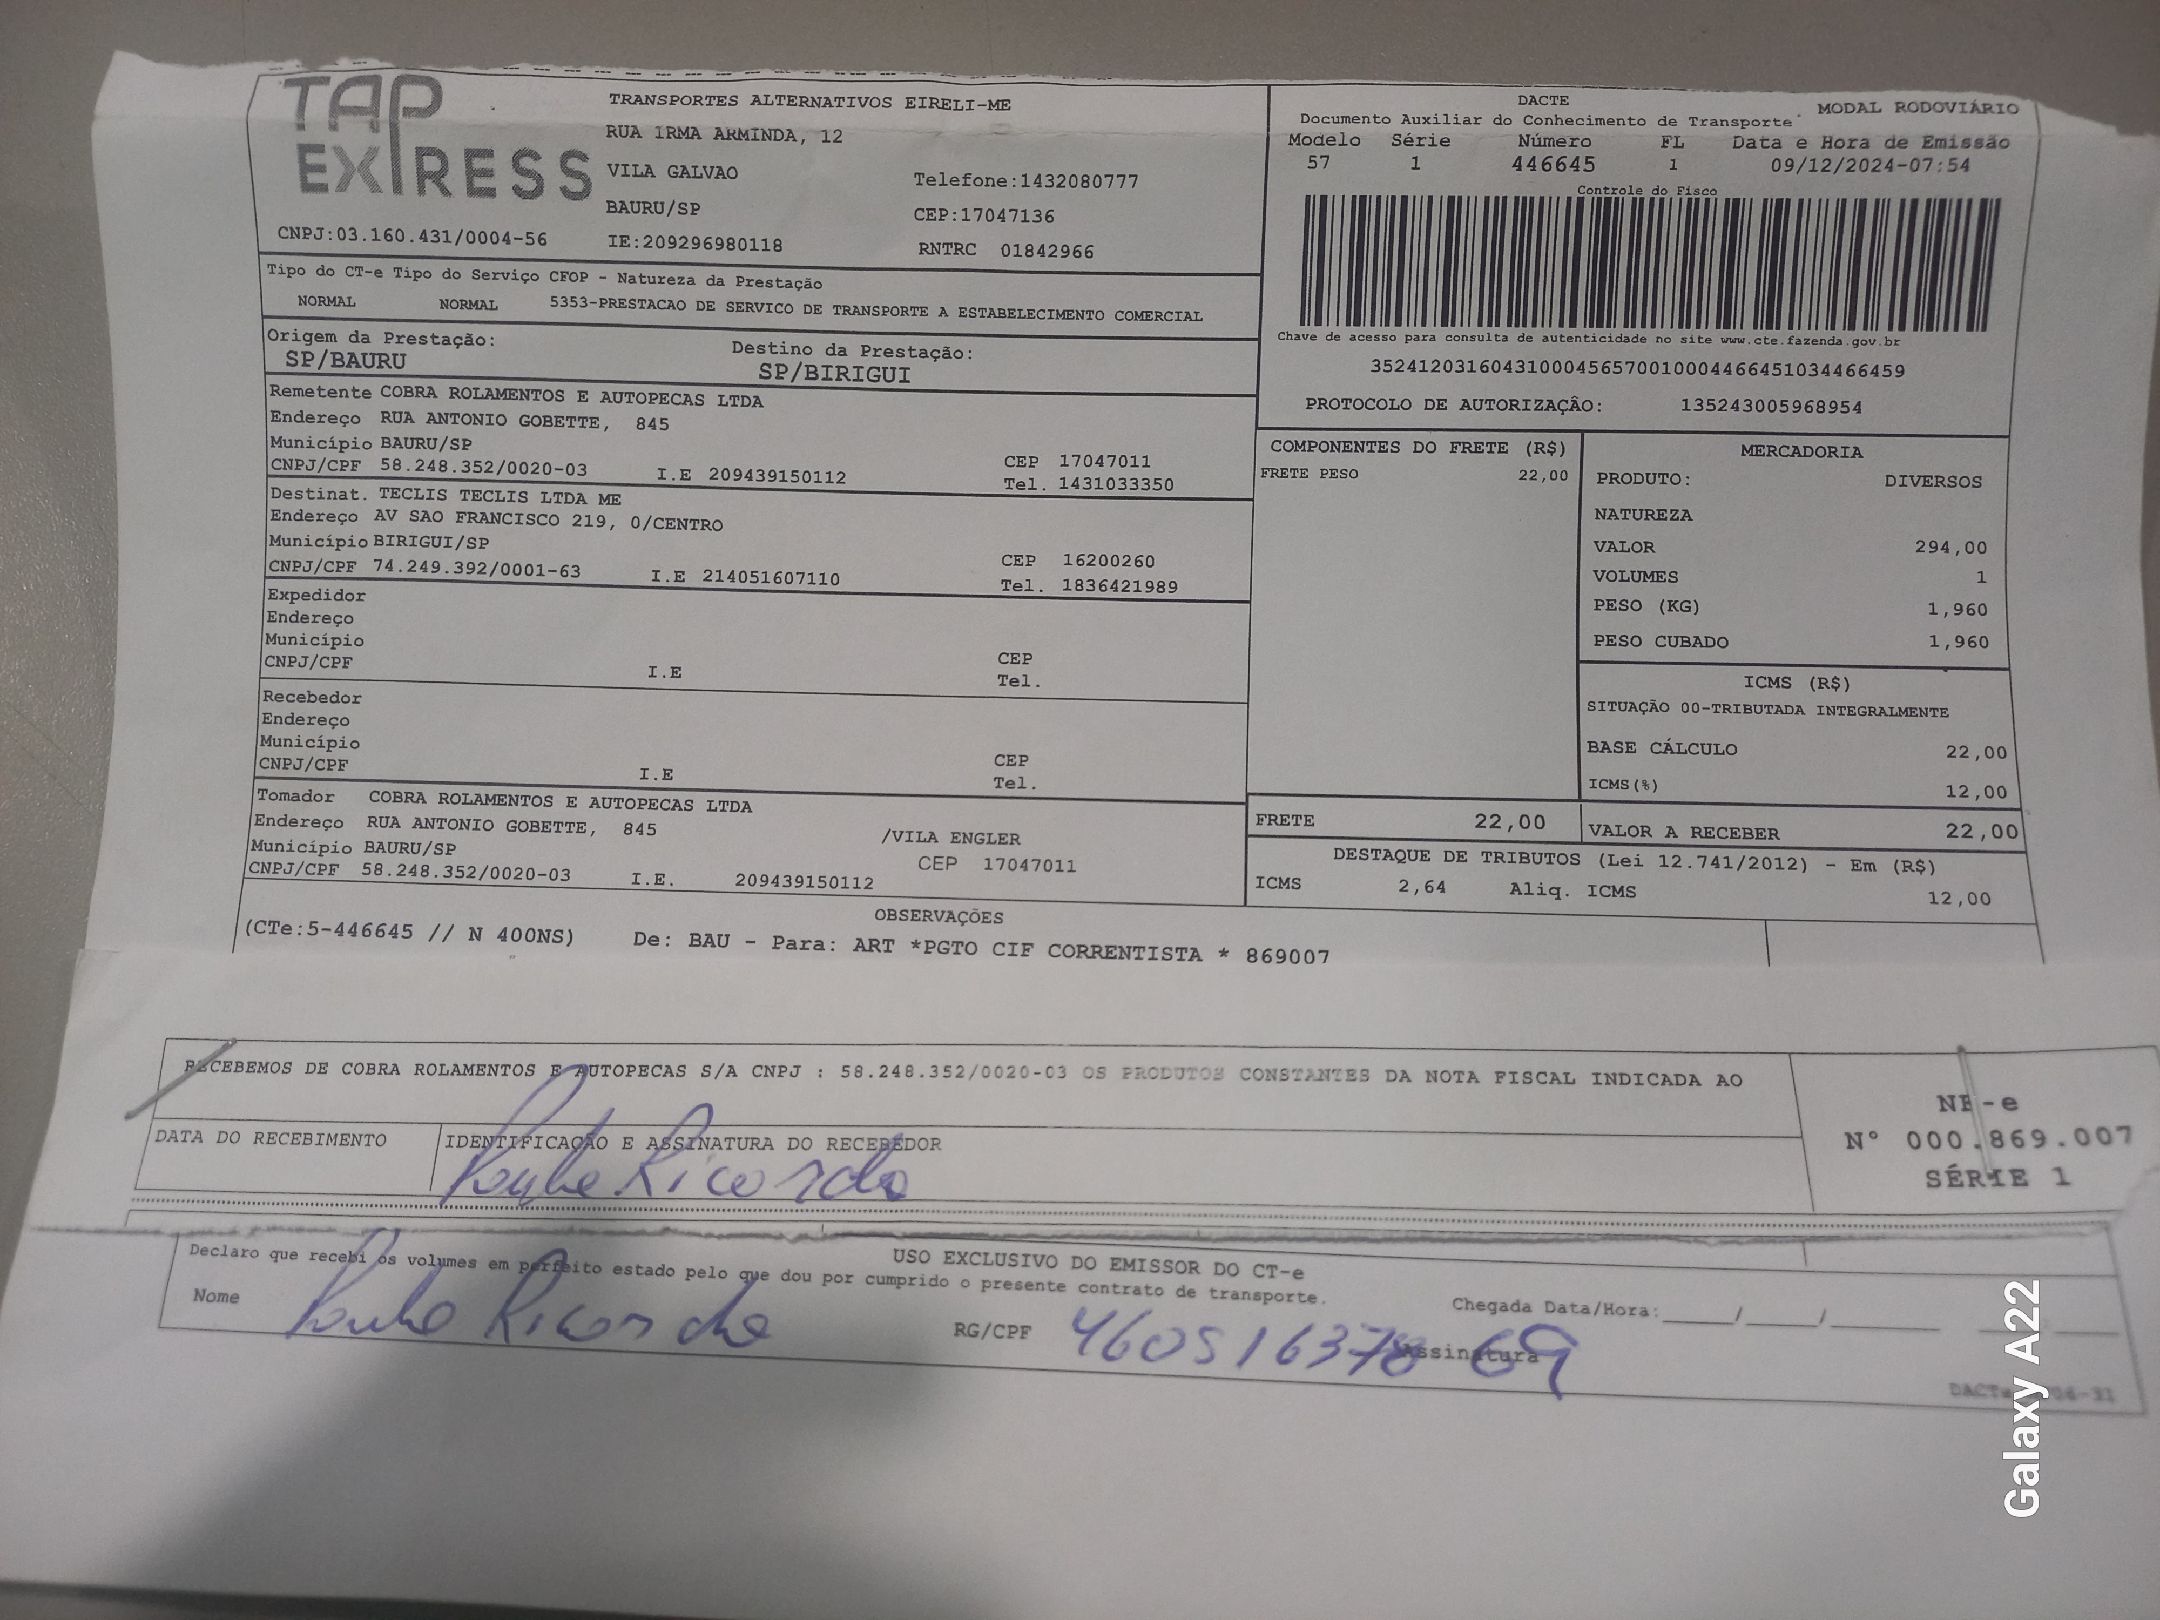 TAP EXPRESS
TRANSPORTES ALTERNATIVOS EIRELI-ME
RUA IRMA ARMINDA, 12
VILA GALVAO Telefone:1432080777
BAURU/SP CEP:17047136
CNPJ:03.160.431/0004-56 IE:209296980118 RNTRC 01842966
DACTE MODAL RODOVIÁRIO
Documento Auxiliar do Conhecimento de Transporte
Modelo Série Número FL Data e Hora de Emissão
57 1 446645 1 09/12/2024-07:54
Controle do Fisco
Chave de acesso para consulta de autenticidade no site www.cte.fazenda.gov.br
35241203160431000456570010004466451034466459
PROTOCOLO DE AUTORIZAÇÂO: 135243005968954
Tipo do CT-e Tipo do Serviço CFOP - Natureza da Prestação
NORMAL NORMAL 5353-PRESTACAO DE SERVICO DE TRANSPORTE A ESTABELECIMENTO COMERCIAL
Origem da Prestação: Destino da Prestação:
SP/BAURU SP/BIRIGUI
Remetente COBRA ROLAMENTOS E AUTOPECAS LTDA
Endereço RUA ANTONIO GOBETTE, 845
Município BAURU/SP CEP 17047011
CNPJ/CPF 58.248.352/0020-03 I.E 209439150112 Tel. 1431033350
Destinat. TECLIS TECLIS LTDA ME
Endereço AV SAO FRANCISCO 219, 0/CENTRO
Município BIRIGUI/SP CEP 16200260
CNPJ/CPF 74.249.392/0001-63 I.E 214051607110 Tel. 1836421989
Expedidor
Endereço
Município CEP
CNPJ/CPF I.E Tel.
Recebedor
Endereço
Município CEP
CNPJ/CPF I.E Tel.
Tomador COBRA ROLAMENTOS E AUTOPECAS LTDA
Endereço RUA ANTONIO GOBETTE, 845 /VILA ENGLER
Município BAURU/SP CEP 17047011
CNPJ/CPF 58.248.352/0020-03 I.E. 209439150112
COMPONENTES DO FRETE (R$)
FRETE PESO 22,00
MERCADORIA
PRODUTO: DIVERSOS
NATUREZA
VALOR 294,00
VOLUMES 1
PESO (KG) 1,960
PESO CUBADO 1,960
ICMS (R$)
SITUAÇÃO 00-TRIBUTADA INTEGRALMENTE
BASE CÁLCULO 22,00
ICMS(%) 12,00
FRETE 22,00 VALOR A RECEBER 22,00
DESTAQUE DE TRIBUTOS (Lei 12.741/2012) - Em (R$)
ICMS 2,64 Aliq. ICMS 12,00
OBSERVAÇÕES
(CTe:5-446645 // N 400NS) De: BAU - Para: ART *PGTO CIF CORRENTISTA * 869007
RECEBEMOS DE COBRA ROLAMENTOS E AUTOPECAS S/A CNPJ : 58.248.352/0020-03 OS PRODUTOS CONSTANTES DA NOTA FISCAL INDICADA AO
NF-e
Nº 000.869.007
SÉRIE 1
DATA DO RECEBIMENTO IDENTIFICAÇÃO E ASSINATURA DO RECEBEDOR
Ricardo
USO EXCLUSIVO DO EMISSOR DO CT-e
Declaro que recebi os volumes em perfeito estado pelo que dou por cumprido o presente contrato de transporte.
Chegada Data/Hora:_____/_____/_____
Nome Ricardo RG/CPF 460516378 69 Assinatura
Galaxy A22